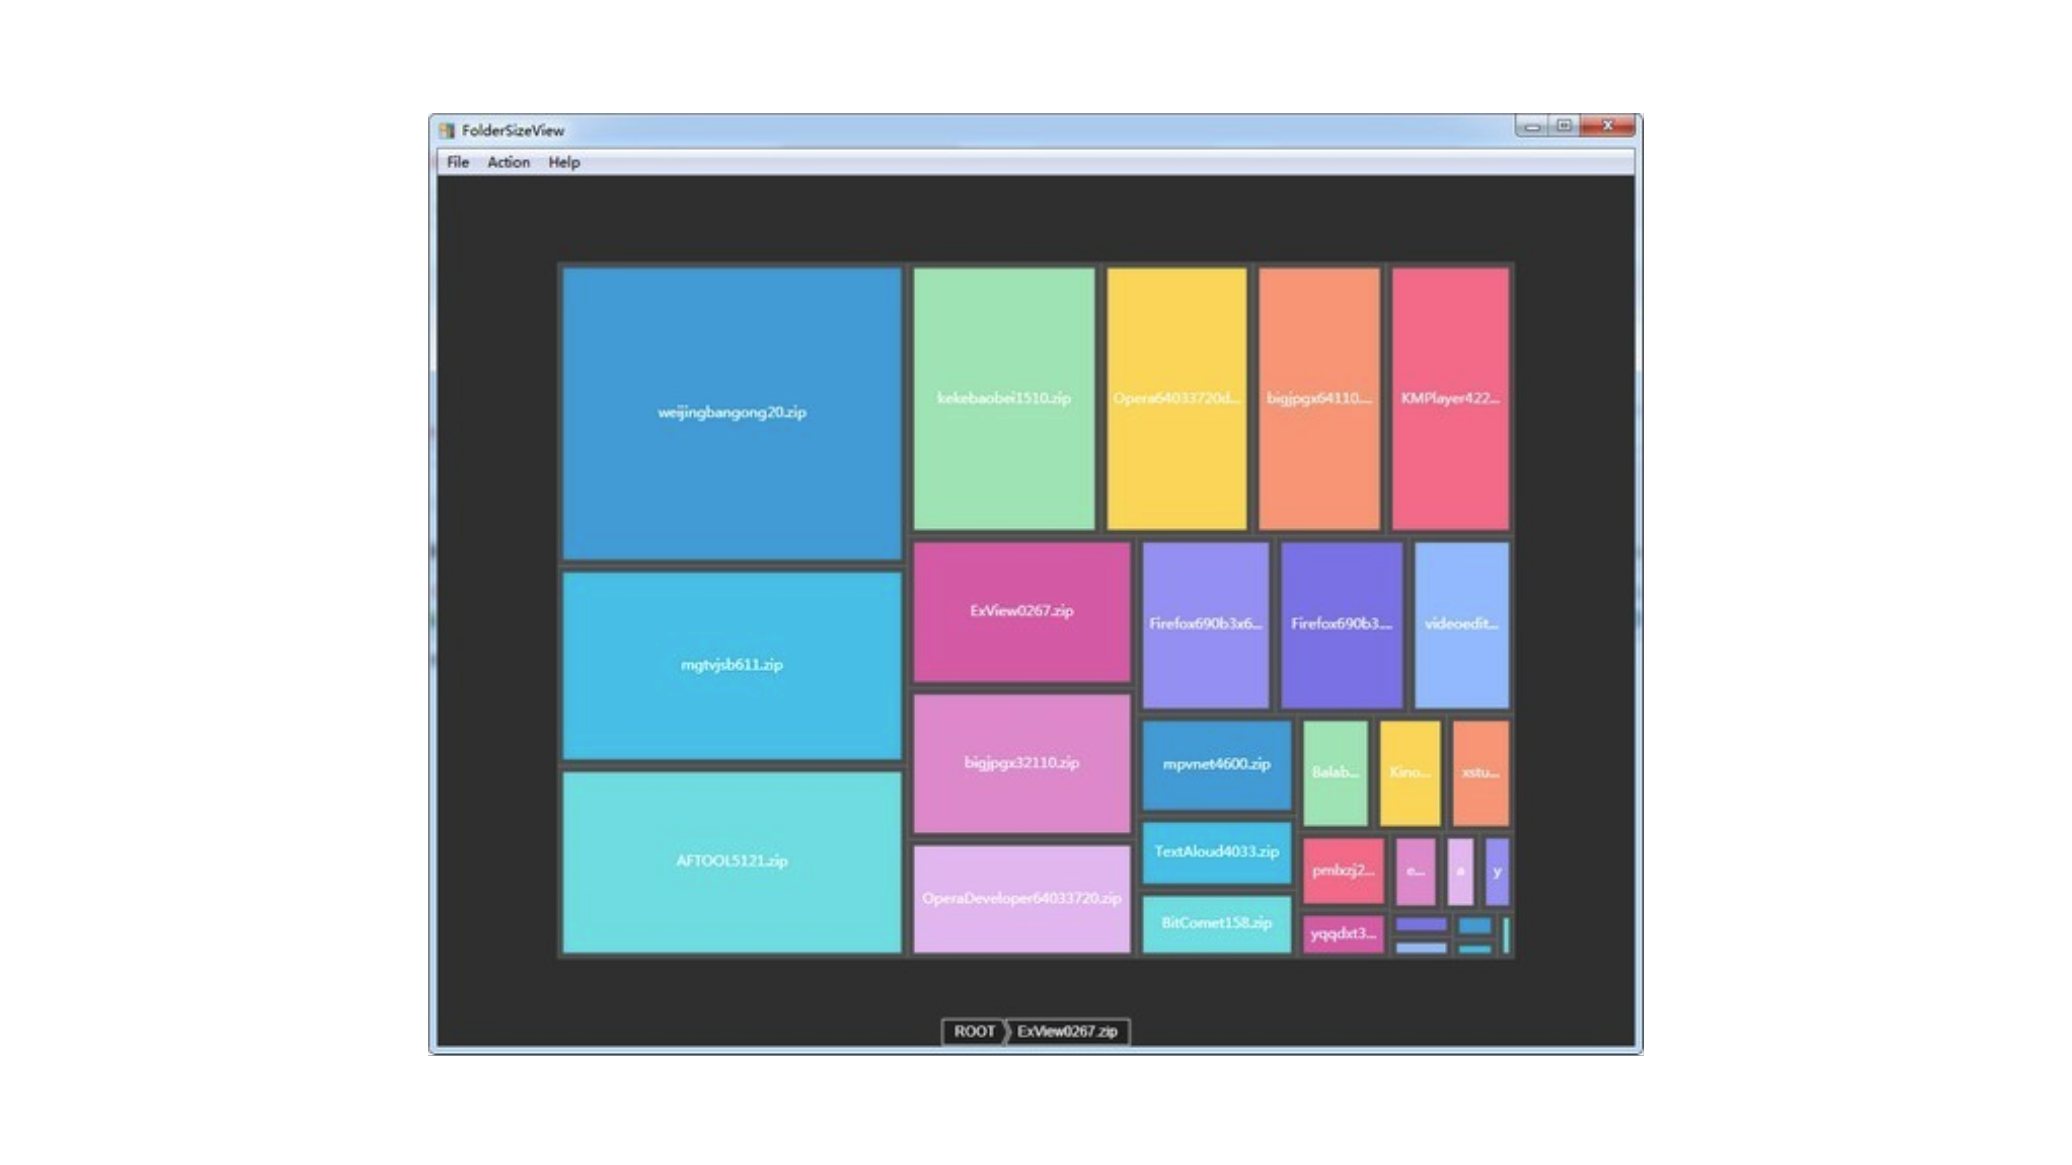 FolderSizeView
File Action Help
weijingbangong20.zip
kekebaobei1510.zip
Opera64033720d...
bigjpgx64110....
KMPlayer422...
mgtvjsb611.zip
AFTOOL5121.zip
ExView0267.zip
Firefox690b3x6...
Firefox690b3....
videoedit...
bigjpgx32110.zip
OperaDeveloper64033720.zip
mpvnet4600.zip
Balab...
Kino...
xstu...
TextAloud4033.zip
BitComet158.zip
pmlxzj2...
e...
a
y
yqqdxt3...
ROOT ExView0267.zip